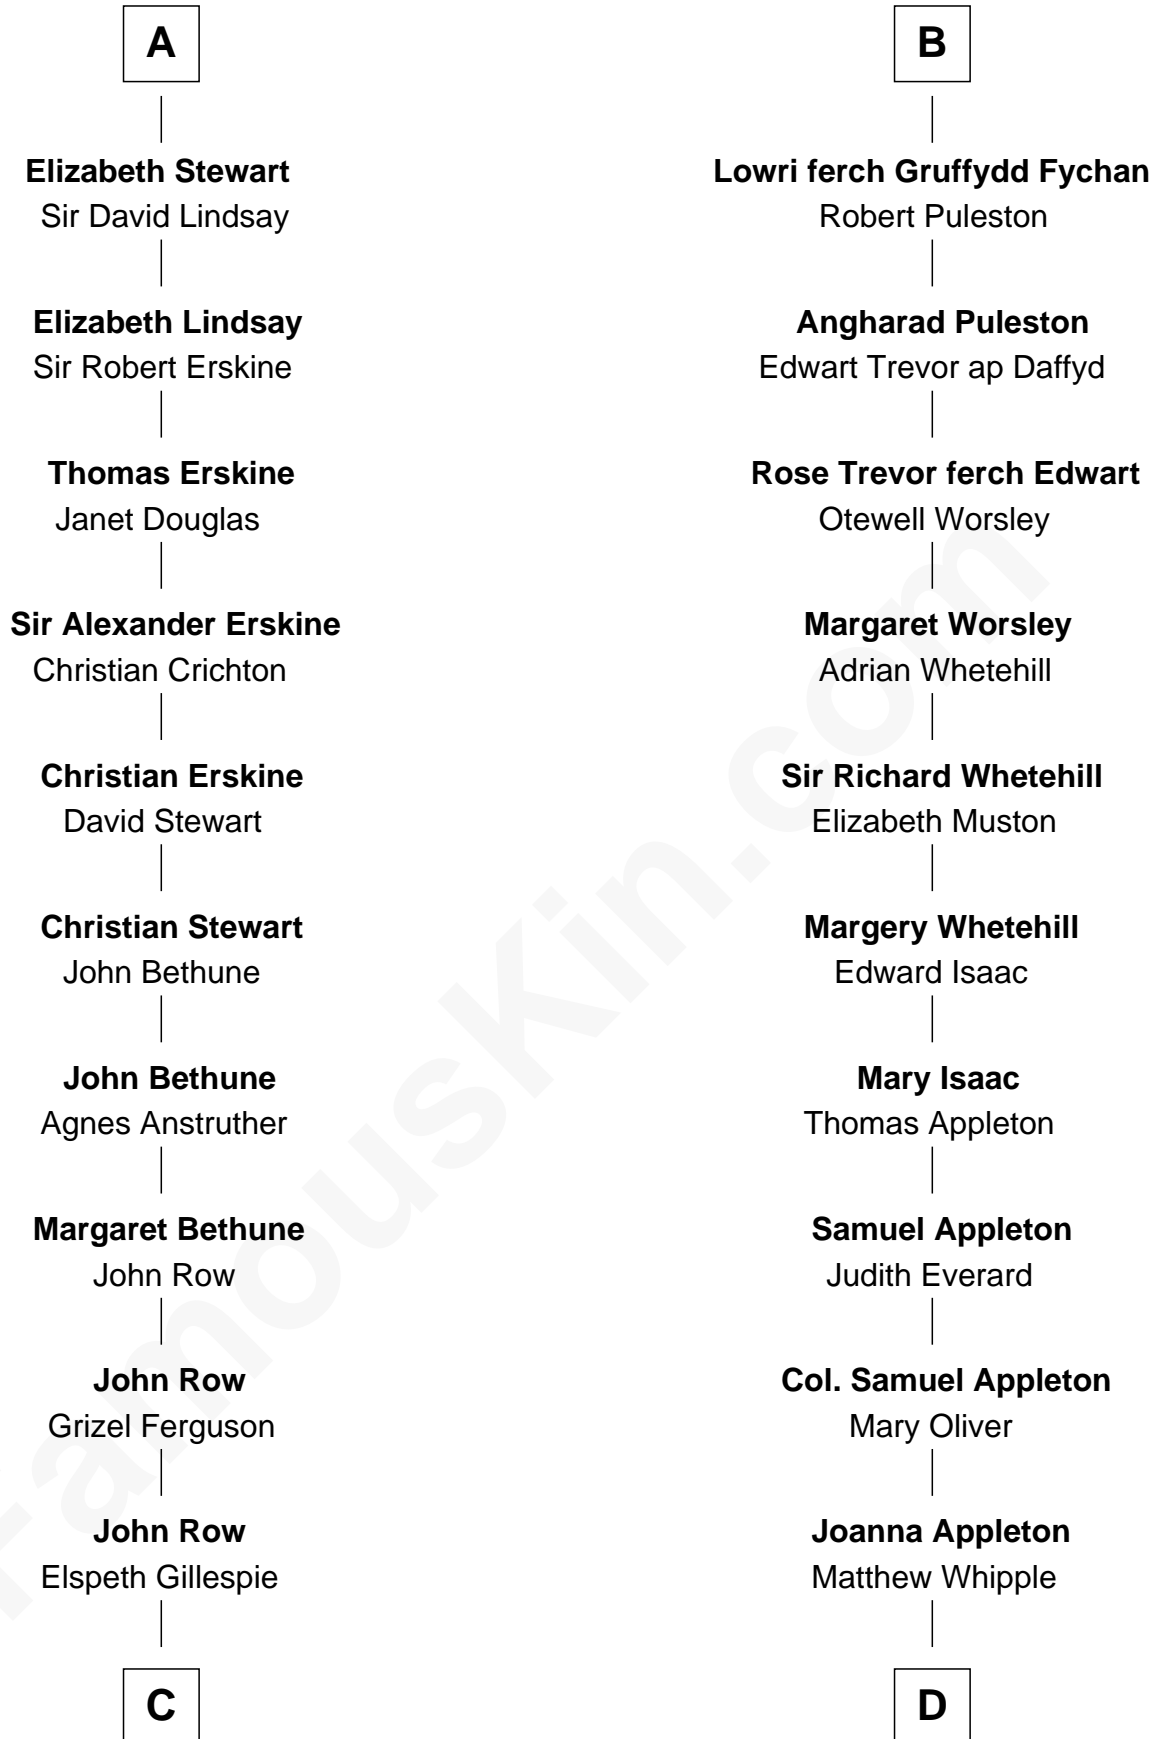 A
Elizabeth Stewart
Sir David Lindsay
Elizabeth Lindsay
Sir Robert Erskine
Thomas Erskine
Janet Douglas
Sir Alexander Erskine
Christian Crichton
Christian Erskine
David Stewart
Christian Stewart
John Bethune
John Bethune
Agnes Anstruther
Margaret Bethune
John Row
John Row
Grizel Ferguson
John Row
Elspeth Gillespie
C
B
Lowri ferch Gruffydd Fychan
Robert Puleston
Angharad Puleston
Edwart Trevor ap Daffyd
Rose Trevor ferch Edwart
Otewell Worsley
Margaret Worsley
Adrian Whetehill
Sir Richard Whetehill
Elizabeth Muston
Margery Whetehill
Edward Isaac
Mary Isaac
Thomas Appleton
Samuel Appleton
Judith Everard
Col. Samuel Appleton
Mary Oliver
Joanna Appleton
Matthew Whipple
D
FamousKin.com